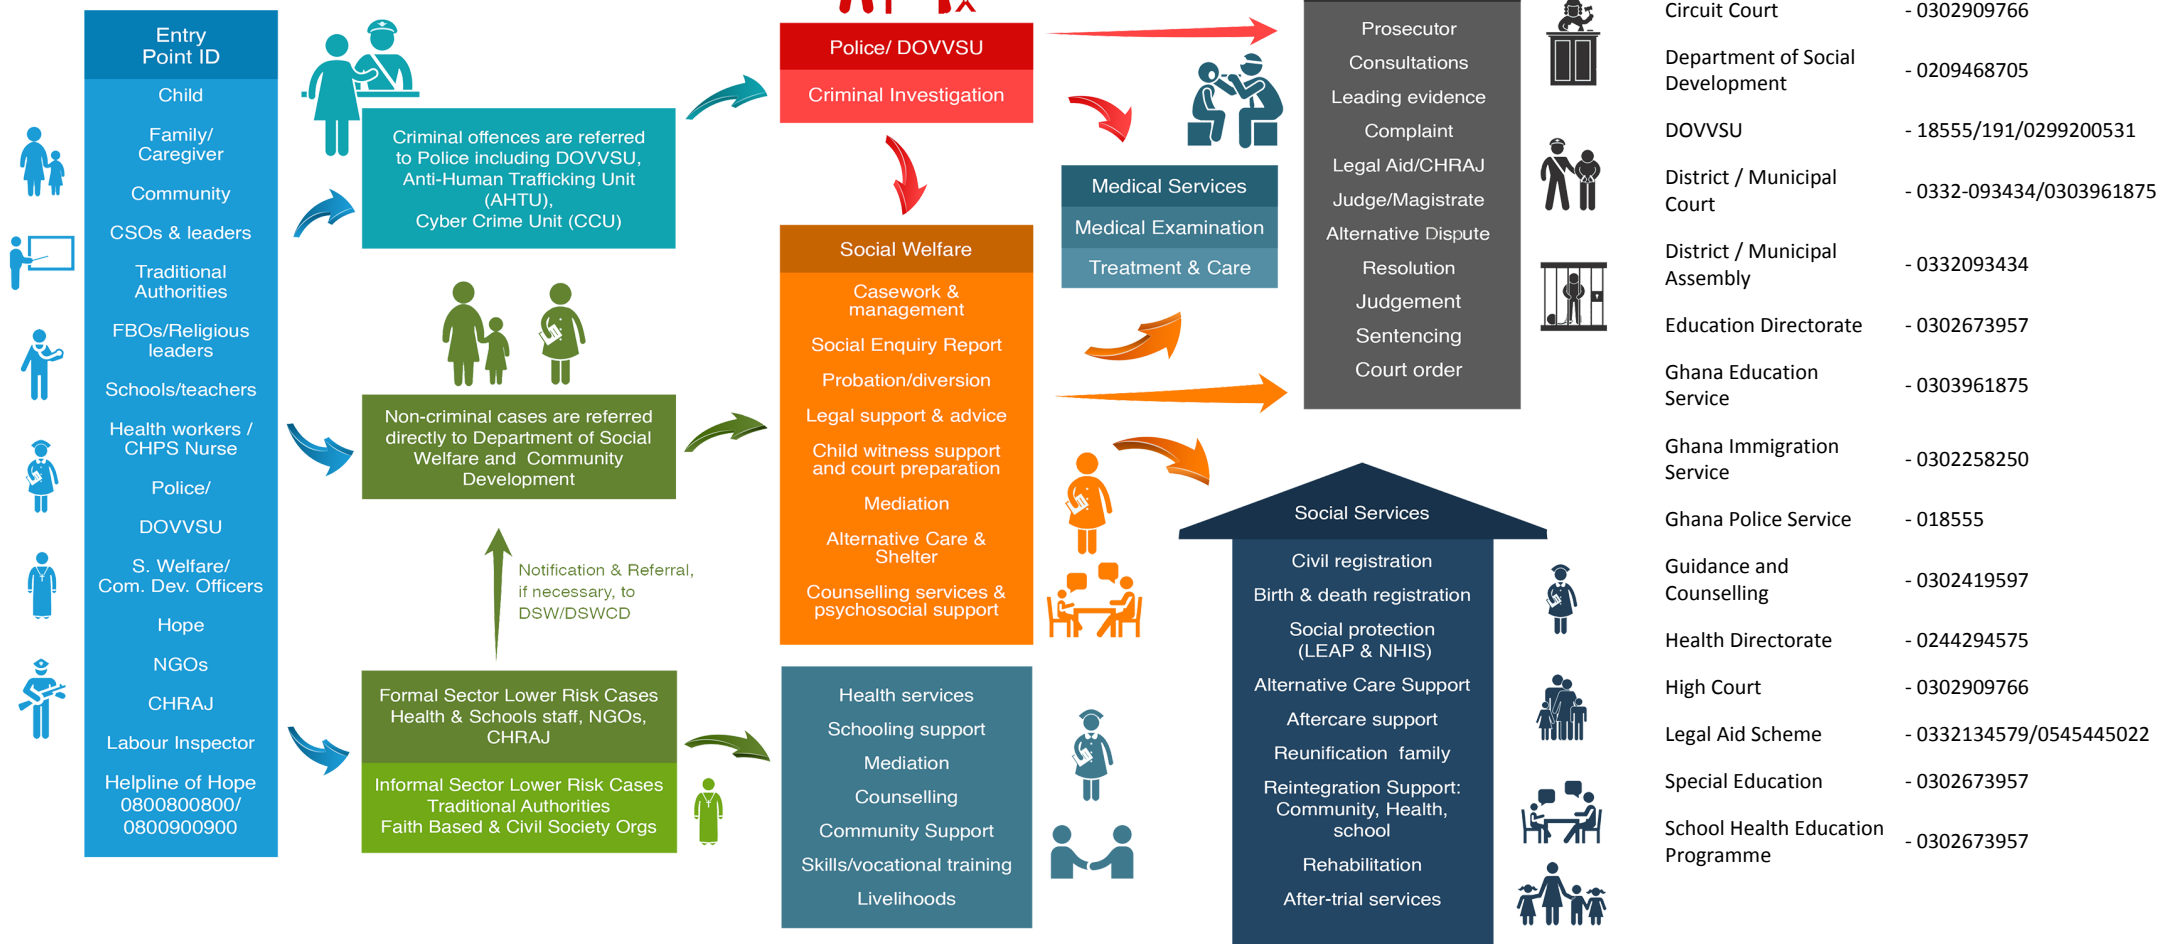 Entry
Point ID
Child
Family/
Caregiver
Community
CSOs & leaders
Traditional
Authorities
FBOs/Religious
leaders
Schools/teachers
Health workers /
CHPS Nurse
Police/
DOVVSU
S. Welfare/
Com. Dev. Officers
Hope
NGOs
CHRAJ
Labour Inspector
Helpline of Hope
0800800800/
0800900900
Criminal offences are referred
to Police including DOVVSU,
Anti-Human Trafficking Unit
(AHTU),
Cyber Crime Unit (CCU)
Non-criminal cases are referred
directly to Department of Social
Welfare and Community
Development
Notification & Referral,
if necessary, to
DSW/DSWCD
Formal Sector Lower Risk Cases
Health & Schools staff, NGOs,
CHRAJ
Informal Sector Lower Risk Cases
Traditional Authorities
Faith Based & Civil Society Orgs
Police/ DOVVSU
Criminal Investigation
Social Welfare
Casework &
management
Social Enquiry Report
Probation/diversion
Legal support & advice
Child witness support
and court preparation
Mediation
Alternative Care &
Shelter
Counselling services &
psychosocial support
Health services
Schooling support
Mediation
Counselling
Community Support
Skills/vocational training
Livelihoods
Medical Services
Medical Examination
Treatment & Care
Prosecutor
Consultations
Leading evidence
Complaint
Legal Aid/CHRAJ
Judge/Magistrate
Alternative Dispute
Resolution
Judgement
Sentencing
Court order
Social Services
Civil registration
Birth & death registration
Social protection
(LEAP & NHIS)
Alternative Care Support
Aftercare support
Reunification family
Reintegration Support:
Community, Health,
school
Rehabilitation
After-trial services
Circuit Court - 0302909766
Department of Social
Development - 0209468705
DOVVSU - 18555/191/0299200531
District / Municipal
Court - 0332-093434/0303961875
District / Municipal
Assembly - 0332093434
Education Directorate - 0302673957
Ghana Education
Service - 0303961875
Ghana Immigration
Service - 0302258250
Ghana Police Service - 018555
Guidance and
Counselling - 0302419597
Health Directorate - 0244294575
High Court - 0302909766
Legal Aid Scheme - 0332134579/0545445022
Special Education - 0302673957
School Health Education
Programme - 0302673957